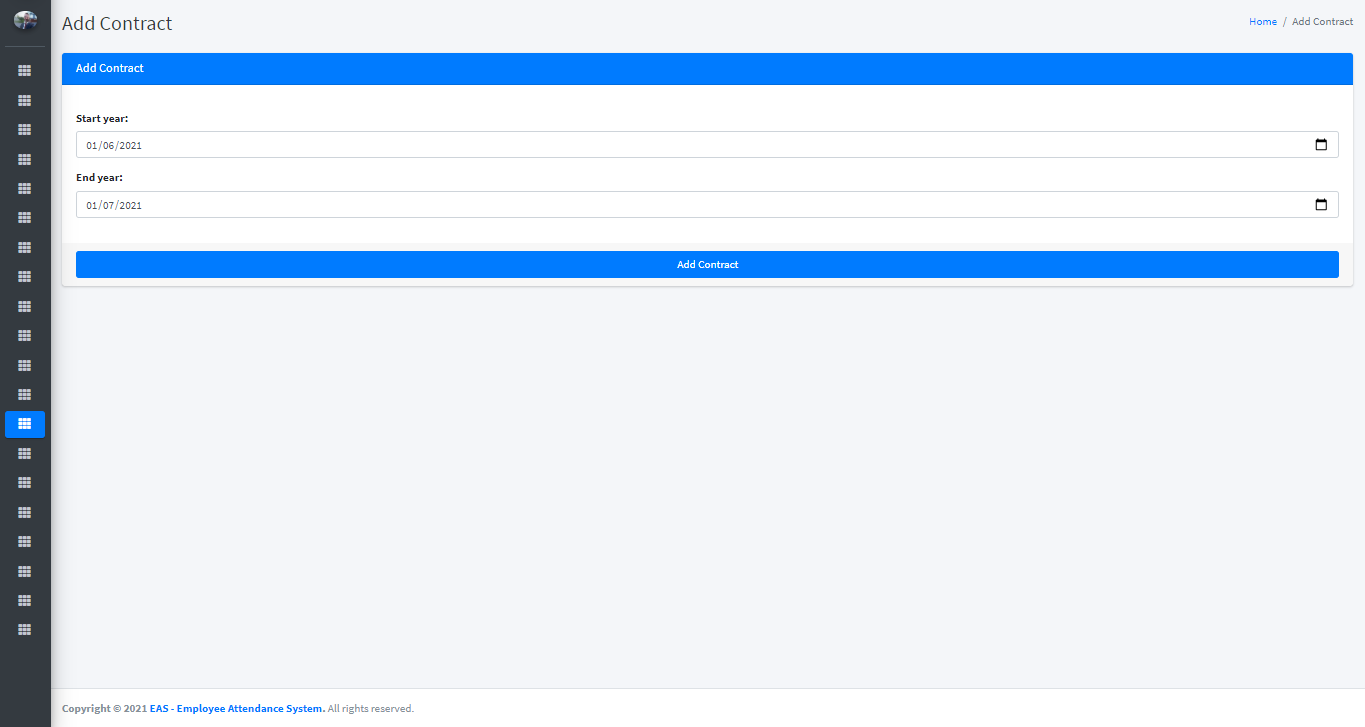 Add Contract
Home / Add Contract
Add Contract
Start year:
01/06/2021
End year:
01/07/2021
Add Contract
Copyright © 2021 EAS - Employee Attendance System. All rights reserved.